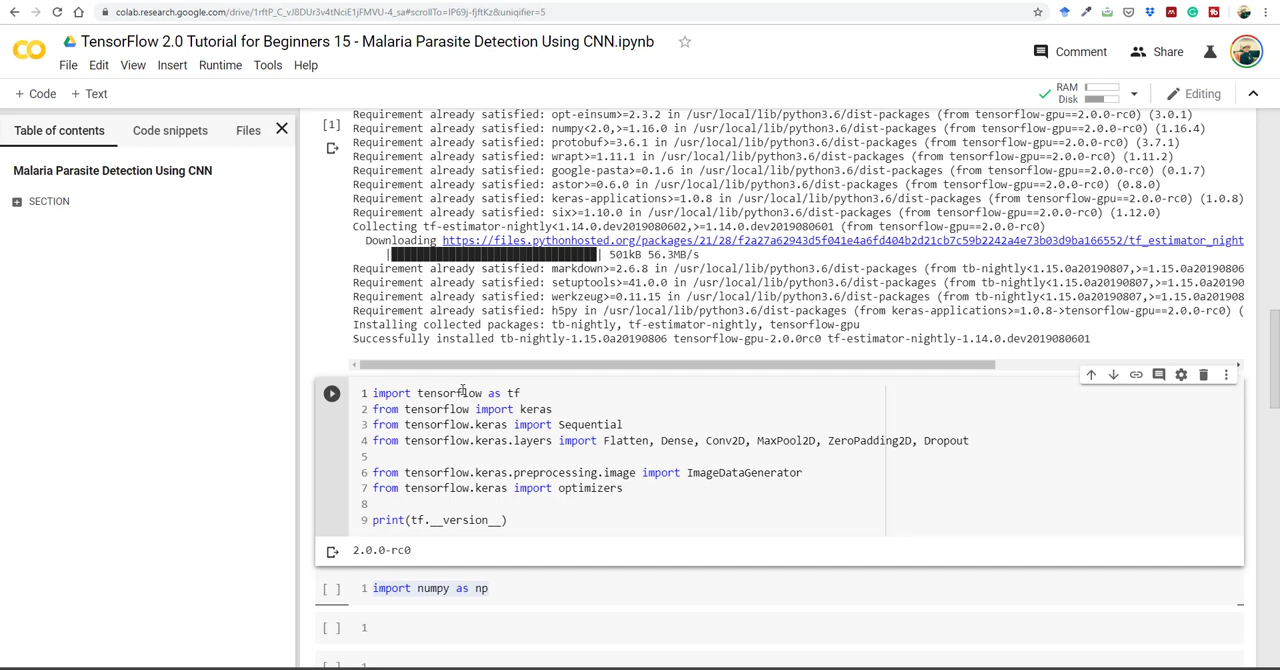 colab.research.google.com/drive/1rftP_C_vJ8DUr3v4tNciE1jFMVU-4_sa#scrollTo=IP69j-fjftKz&uniqifier=5
CO
TensorFlow 2.0 Tutorial for Beginners 15 - Malaria Parasite Detection Using CNN.ipynb
Comment
Share
File Edit View Insert Runtime Tools Help
+ Code + Text
RAM
Disk
Editing
Table of contents Code snippets Files
Malaria Parasite Detection Using CNN
SECTION
[1]
Requirement already satisfied: opt-einsum>=2.3.2 in /usr/local/lib/python3.6/dist-packages (from tensorflow-gpu==2.0.0-rc0) (3.0.1)
Requirement already satisfied: numpy<2.0,>=1.16.0 in /usr/local/lib/python3.6/dist-packages (from tensorflow-gpu==2.0.0-rc0) (1.16.4)
Requirement already satisfied: protobuf>=3.6.1 in /usr/local/lib/python3.6/dist-packages (from tensorflow-gpu==2.0.0-rc0) (3.7.1)
Requirement already satisfied: wrapt>=1.11.1 in /usr/local/lib/python3.6/dist-packages (from tensorflow-gpu==2.0.0-rc0) (1.11.2)
Requirement already satisfied: google-pasta>=0.1.6 in /usr/local/lib/python3.6/dist-packages (from tensorflow-gpu==2.0.0-rc0) (0.1.7)
Requirement already satisfied: astor>=0.6.0 in /usr/local/lib/python3.6/dist-packages (from tensorflow-gpu==2.0.0-rc0) (0.8.0)
Requirement already satisfied: keras-applications>=1.0.8 in /usr/local/lib/python3.6/dist-packages (from tensorflow-gpu==2.0.0-rc0) (1.0.8)
Requirement already satisfied: six>=1.10.0 in /usr/local/lib/python3.6/dist-packages (from tensorflow-gpu==2.0.0-rc0) (1.12.0)
Collecting tf-estimator-nightly<1.14.0.dev2019080602,>=1.14.0.dev2019080601 (from tensorflow-gpu==2.0.0-rc0)
Downloading https://files.pythonhosted.org/packages/21/28/f2a27a62943d5f041e4a6fd404b2d21cb7c59b2242a4e73b03d9ba166552/tf_estimator_night
| | 501kB 56.3MB/s
Requirement already satisfied: markdown>=2.6.8 in /usr/local/lib/python3.6/dist-packages (from tb-nightly<1.15.0a20190807,>=1.15.0a20190806
Requirement already satisfied: setuptools>=41.0.0 in /usr/local/lib/python3.6/dist-packages (from tb-nightly<1.15.0a20190807,>=1.15.0a20190
Requirement already satisfied: werkzeug>=0.11.15 in /usr/local/lib/python3.6/dist-packages (from tb-nightly<1.15.0a20190807,>=1.15.0a201908
Requirement already satisfied: h5py in /usr/local/lib/python3.6/dist-packages (from keras-applications>=1.0.8->tensorflow-gpu==2.0.0-rc0) (
Installing collected packages: tb-nightly, tf-estimator-nightly, tensorflow-gpu
Successfully installed tb-nightly-1.15.0a20190806 tensorflow-gpu-2.0.0rc0 tf-estimator-nightly-1.14.0.dev2019080601
1 import tensorflow as tf
2 from tensorflow import keras
3 from tensorflow.keras import Sequential
4 from tensorflow.keras.layers import Flatten, Dense, Conv2D, MaxPool2D, ZeroPadding2D, Dropout
5
6 from tensorflow.keras.preprocessing.image import ImageDataGenerator
7 from tensorflow.keras import optimizers
8
9 print(tf.__version__)
2.0.0-rc0
[ ] 1 import numpy as np
[ ] 1
[ ] 1